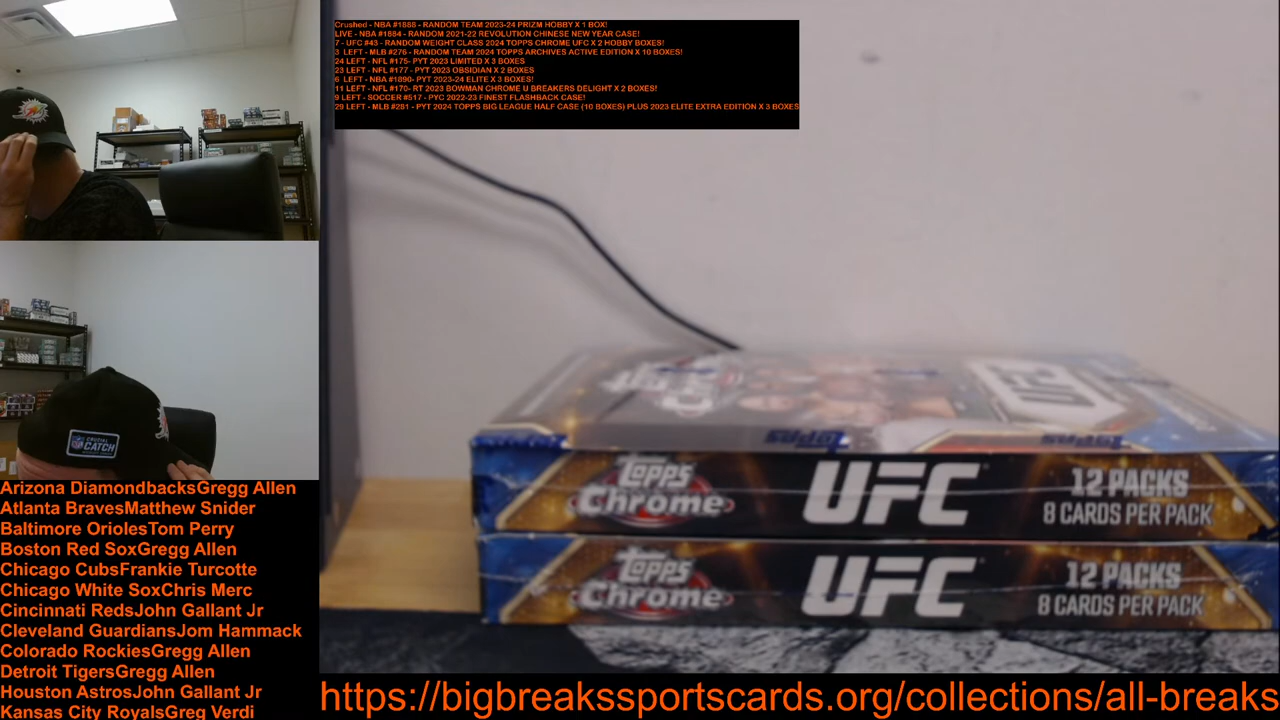 Crushed - NBA #1888 - RANDOM TEAM 2023-24 PRIZM HOBBY X 1 BOX!
LIVE - NBA #1884 - RANDOM 2021-22 REVOLUTION CHINESE NEW YEAR CASE!
7 - UFC #43 - RANDOM WEIGHT CLASS 2024 TOPPS CHROME UFC X 2 HOBBY BOXES!
3 LEFT - MLB #276 - RANDOM TEAM 2024 TOPPS ARCHIVES ACTIVE EDITION X 10 BOXES!
24 LEFT - NFL #175- PYT 2023 LIMITED X 3 BOXES
23 LEFT - NFL #177 - PYT 2023 OBSIDIAN X 2 BOXES
6 LEFT - NBA #1890- PYT 2023-24 ELITE X 3 BOXES!
11 LEFT - NFL #170- RT 2023 BOWMAN CHROME U BREAKERS DELIGHT X 2 BOXES!
9 LEFT - SOCCER #517 - PYC 2022-23 FINEST FLASHBACK CASE!
29 LEFT - MLB #281 - PYT 2024 TOPPS BIG LEAGUE HALF CASE (10 BOXES) PLUS 2023 ELITE EXTRA EDITION X 3 BOXES
CRUCIAL
CATCH
Topps
Topps Chrome
UFC
12 PACKS
8 CARDS PER PACK
Topps Chrome
UFC
12 PACKS
8 CARDS PER PACK
Arizona DiamondbacksGregg Allen
Atlanta BravesMatthew Snider
Baltimore OriolesTom Perry
Boston Red SoxGregg Allen
Chicago CubsFrankie Turcotte
Chicago White SoxChris Merc
Cincinnati RedsJohn Gallant Jr
Cleveland GuardiansJom Hammack
Colorado RockiesGregg Allen
Detroit TigersGregg Allen
Houston AstrosJohn Gallant Jr
Kansas City RoyalsGreg Verdi
https://bigbreakssportscards.org/collections/all-breaks